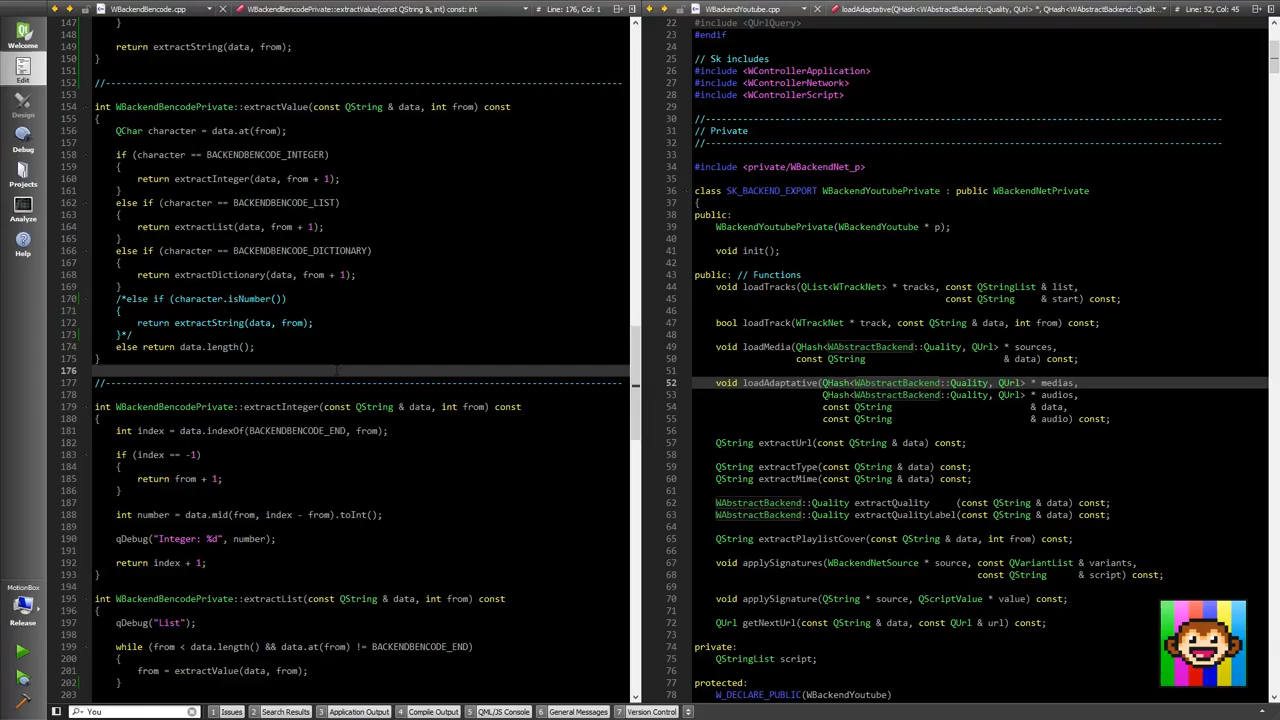 WBackendBencode.cpp
WBackendBencodePrivate::extractValue(const QString &, int) const: int
Line: 176, Col: 1
WBackendYoutube.cpp
loadAdaptative(QHash<WAbstractBackend::Quality, QUrl> *, QHash<WAbstractBackend::Quality, QUrl...
Line: 52, Col: 45
Welcome
Edit
Design
Debug
Projects
Analyze
Help
MotionBox
Release
147 }
148
149 return extractString(data, from);
150 }
151
152 //----------------------------------------------------------------------------------------------
153
154 int WBackendBencodePrivate::extractValue(const QString & data, int from) const
155 {
156 QChar character = data.at(from);
157
158 if (character == BACKENDBENCODE_INTEGER)
159 {
160 return extractInteger(data, from + 1);
161 }
162 else if (character == BACKENDBENCODE_LIST)
163 {
164 return extractList(data, from + 1);
165 }
166 else if (character == BACKENDBENCODE_DICTIONARY)
167 {
168 return extractDictionary(data, from + 1);
169 }
170 /*else if (character.isNumber())
171 {
172 return extractString(data, from);
173 }*/
174 else return data.length();
175 }
176
177 //----------------------------------------------------------------------------------------------
178
179 int WBackendBencodePrivate::extractInteger(const QString & data, int from) const
180 {
181 int index = data.indexOf(BACKENDBENCODE_END, from);
182
183 if (index == -1)
184 {
185 return from + 1;
186 }
187
188 int number = data.mid(from, index - from).toInt();
189
190 qDebug("Integer: %d", number);
191
192 return index + 1;
193 }
194
195 int WBackendBencodePrivate::extractList(const QString & data, int from) const
196 {
197 qDebug("List");
198
199 while (from < data.length() && data.at(from) != BACKENDBENCODE_END)
200 {
201 from = extractValue(data, from);
202 }
203
22 #include <QUrlQuery>
23 #endif
24
25 // Sk includes
26 #include <WControllerApplication>
27 #include <WControllerNetwork>
28 #include <WControllerScript>
29
30 //----------------------------------------------------------------------------------------------
31 // Private
32 //----------------------------------------------------------------------------------------------
33
34 #include <private/WBackendNet_p>
35
36 class SK_BACKEND_EXPORT WBackendYoutubePrivate : public WBackendNetPrivate
37 {
38 public:
39 WBackendYoutubePrivate(WBackendYoutube * p);
40
41 void init();
42
43 public: // Functions
44 void loadTracks(QList<WTrackNet> * tracks, const QStringList & list,
45 const QString & start) const;
46
47 bool loadTrack(WTrackNet * track, const QString & data, int from) const;
48
49 void loadMedia(QHash<WAbstractBackend::Quality, QUrl> * sources,
50 const QString & data) const;
51
52 void loadAdaptative(QHash<WAbstractBackend::Quality, QUrl> * medias,
53 QHash<WAbstractBackend::Quality, QUrl> * audios,
54 const QString & data,
55 const QString & audio) const;
56
57 QString extractUrl(const QString & data) const;
58
59 QString extractType(const QString & data) const;
60 QString extractMime(const QString & data) const;
61
62 WAbstractBackend::Quality extractQuality (const QString & data) const;
63 WAbstractBackend::Quality extractQualityLabel(const QString & data) const;
64
65 QString extractPlaylistCover(const QString & data, int from) const;
66
67 void applySignatures(WBackendNetSource * source, const QVariantList & variants,
68 const QString & script) const;
69
70 void applySignature(QString * source, QScriptValue * value) const;
71
72 QUrl getNextUrl(const QString & data, const QUrl & url) const;
73
74 private:
75 QStringList script;
76
77 protected:
78 W_DECLARE_PUBLIC(WBackendYoutube)
You
1 Issues
2 Search Results
3 Application Output
4 Compile Output
5 QML/JS Console
6 General Messages
7 Version Control